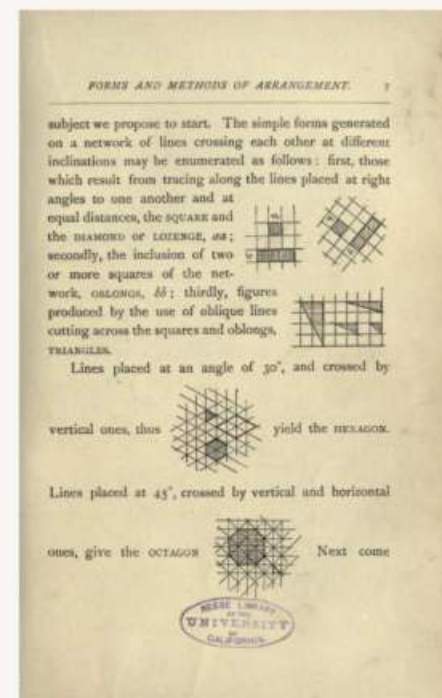 FORMS AND METHODS OF ARRANGEMENT.
subject we propose to start. The simple forms generated
on a network of lines crossing each other at different
inclinations may be enumerated as follows: first, those
which result from tracing along the lines placed at right
angles to one another and at
equal distances, the SQUARE and
the DIAMOND OR LOZENGE, aa;
secondly, the inclusion of two
or more squares of the net-
work, OBLONGS, bb; thirdly, figures
produced by the use of oblique lines
cutting across the squares and oblongs,
TRIANGLES.
Lines placed at an angle of 30°, and crossed by
vertical ones, thus yield the HEXAGON.
Lines placed at 45°, crossed by vertical and horizontal
ones, give the OCTAGON Next come
REESE LIBRARY
OF THE
UNIVERSITY
OF
CALIFORNIA